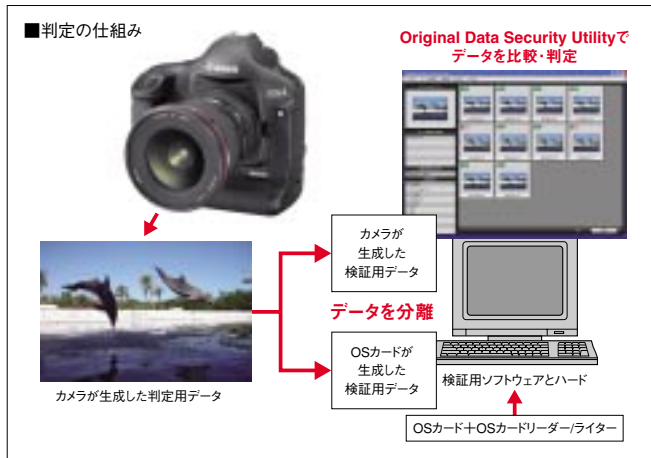 ■判定の仕組み
Canon
Original Data Security Utilityで
データを比較・判定
カメラが
生成した
検証用データ
データを分離
OSカードが
生成した
検証用データ
カメラが生成した判定用データ
検証用ソフトウェアとハード
OSカード＋OSカードリーダー/ライター